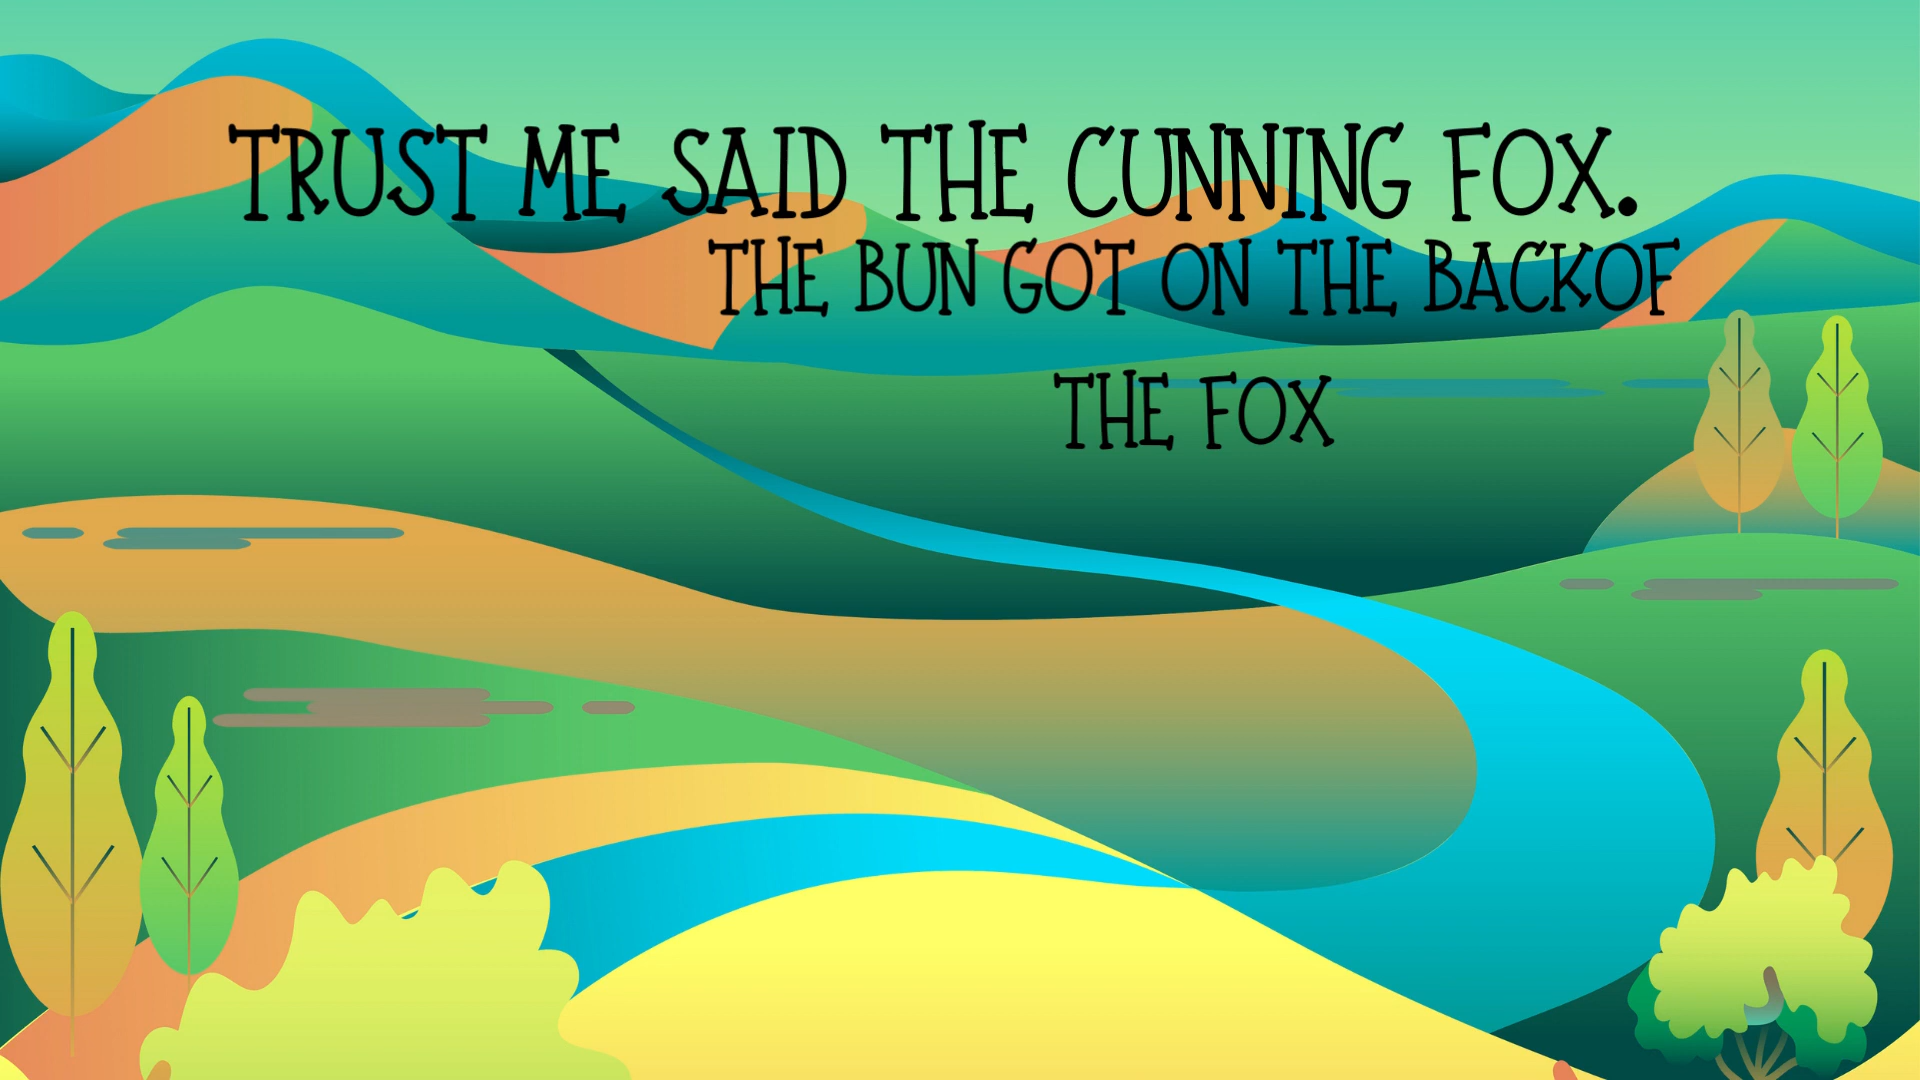 TRUST ME SAID THE CUNNING FOX.
THE BUN GOT ON THE BACKOF
THE FOX